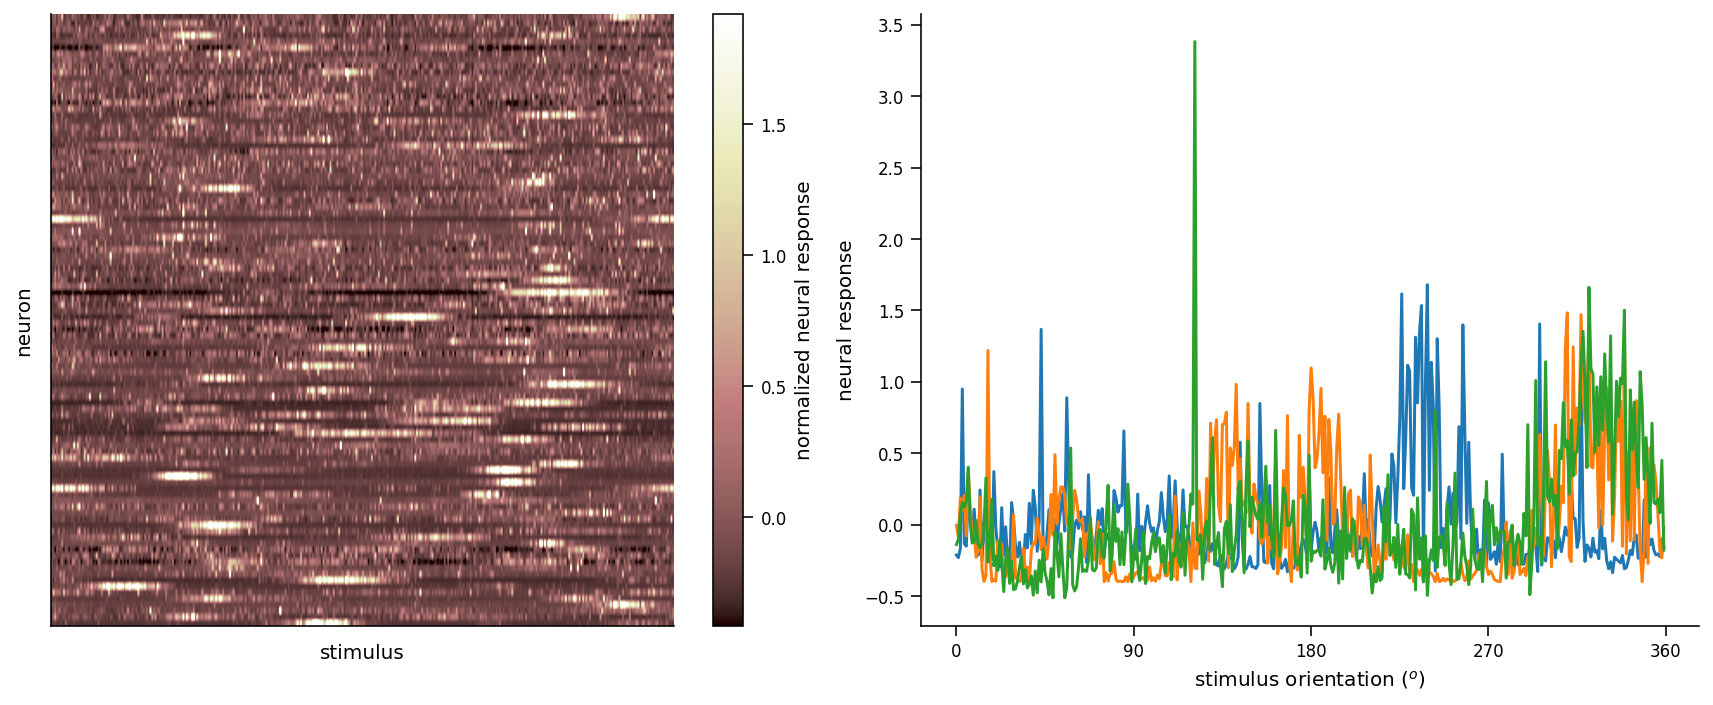 neuron
stimulus
1.5
1.0
0.5
0.0
normalized neural response
neural response
3.5
3.0
2.5
2.0
1.5
1.0
0.5
0.0
−0.5
0 90 180 270 360
stimulus orientation (o)